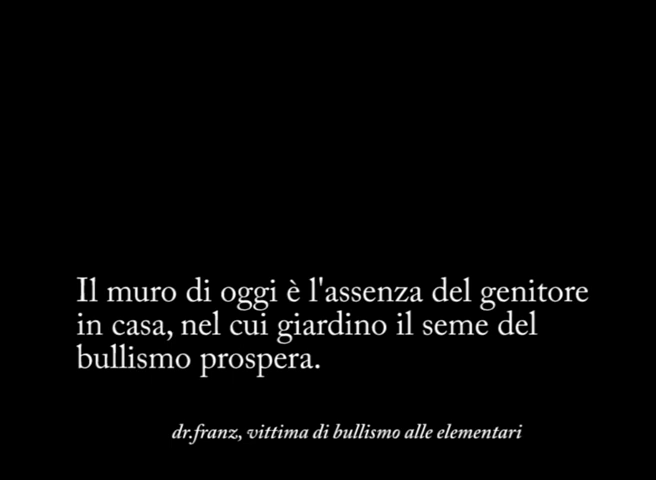 Il muro di oggi è l'assenza del genitore
in casa, nel cui giardino il seme del
bullismo prospera.
dr.franz, vittima di bullismo alle elementari